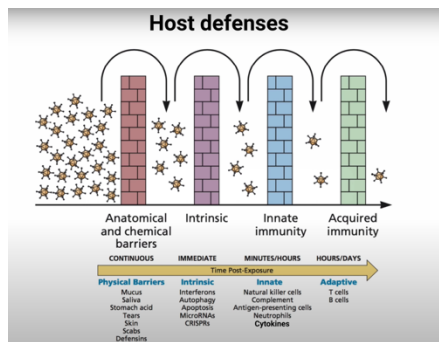 Host defenses
Anatomical and chemical barriers
Intrinsic
Innate immunity
Acquired immunity
CONTINUOUS IMMEDIATE MINUTES/HOURS HOURS/DAYS
Time Post-Exposure
Physical Barriers
Mucus
Saliva
Stomach acid
Tears
Skin
Scabs
Defensins
Intrinsic
Interferons
Autophagy
Apoptosis
MicroRNAs
CRISPRs
Innate
Natural killer cells
Complement
Antigen-presenting cells
Neutrophils
Cytokines
Adaptive
T cells
B cells